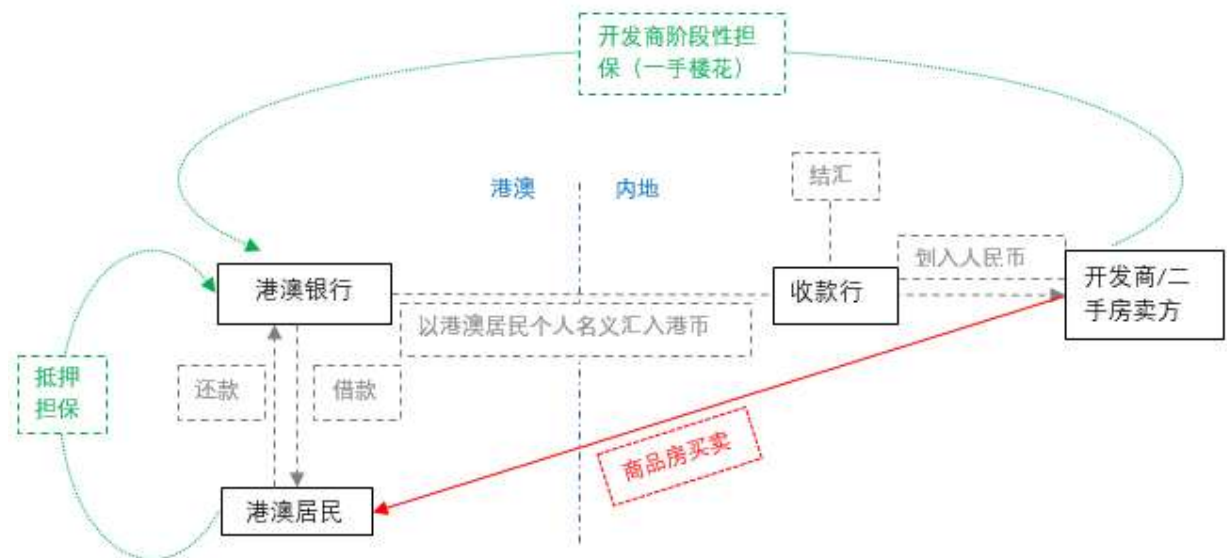 开发商阶段性担
保（一手楼花）
结汇
港澳
内地
划入人民币
港澳银行
收款行
开发商/二
手房卖方
以港澳居民个人名义汇入港币
抵押
担保
还款
借款
商品房买卖
港澳居民